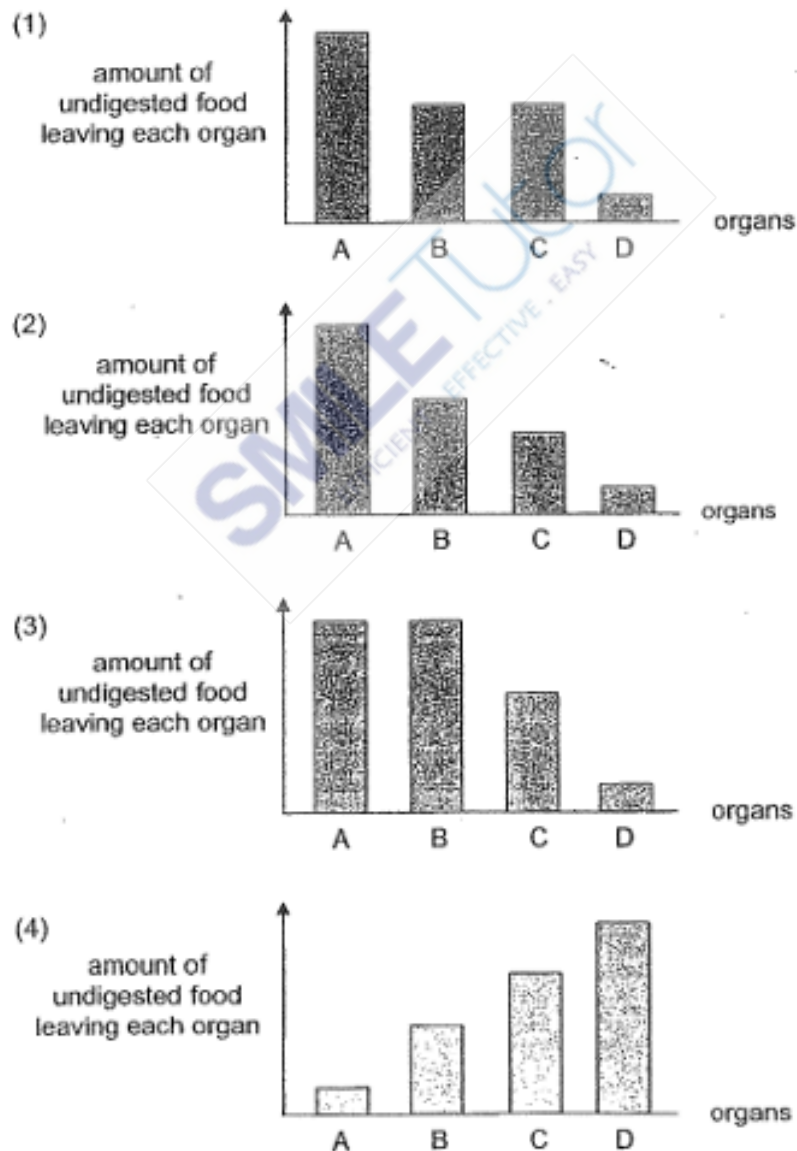 (1)
amount of
undigested food
leaving each organ
A B C D
organs
(2)
amount of
undigested food
leaving each organ
A B C D
organs
(3)
amount of
undigested food
leaving each organ
A B C D
organs
(4)
amount of
undigested food
leaving each organ
A B C D
organs
SMILE Tutor
EFFICIENT . EFFECTIVE . EASY